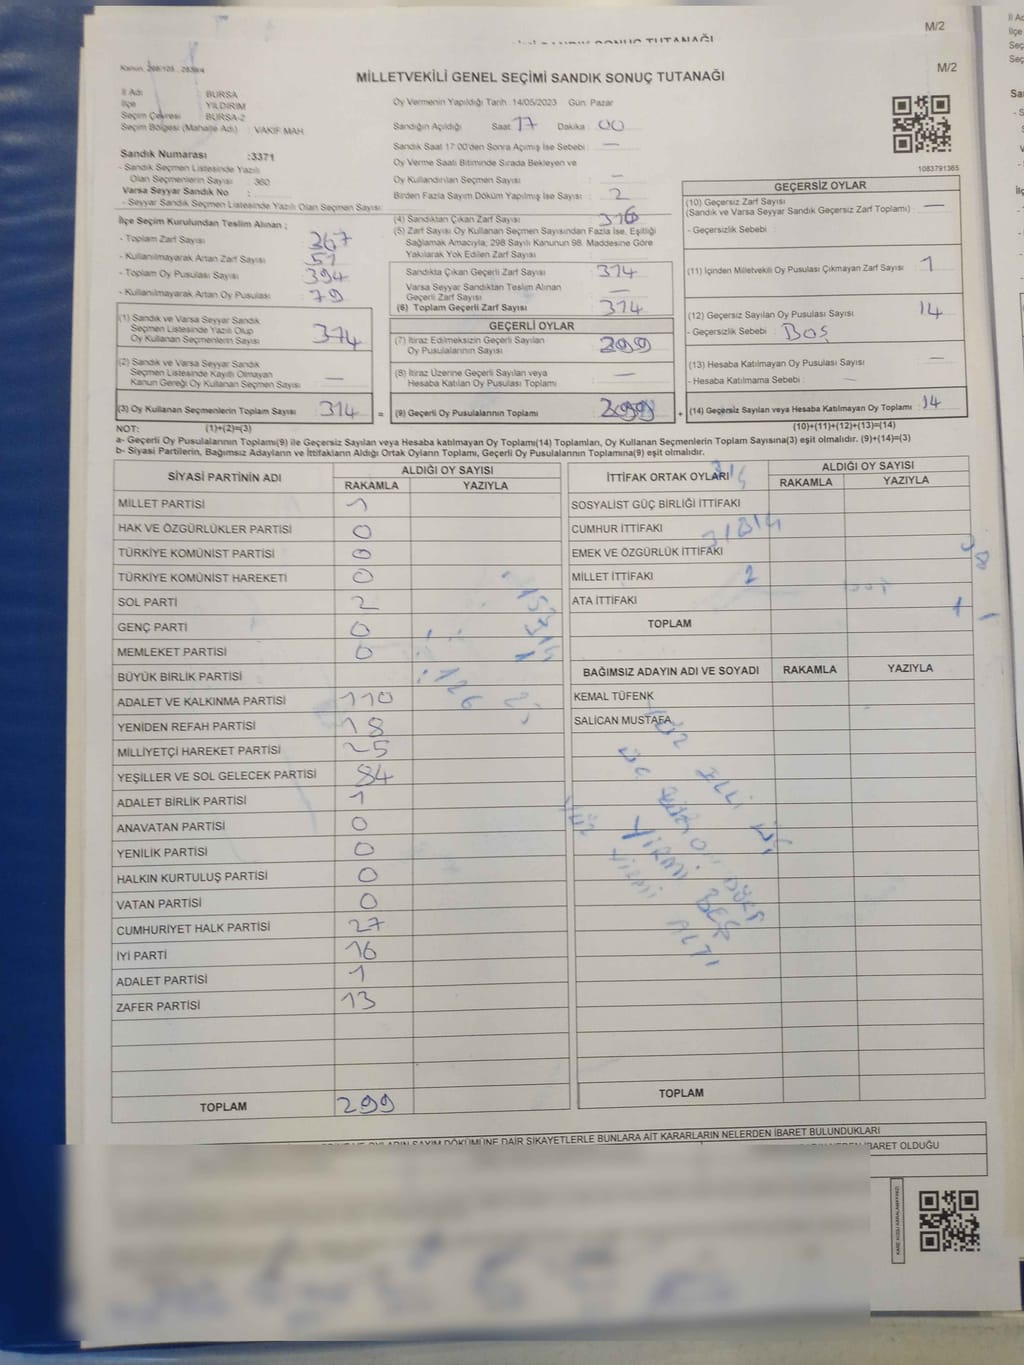 M/2
M/2
MİLLETVEKİLİ GENEL SEÇİMİ SANDIK SONUÇ TUTANAĞI
İl Adı : BURSA
İlçe : YILDIRIM
Seçim Çevresi : BURSA-2
Seçim Bölgesi (Mahalle Adı) : VAKIF MAH.
Oy Vermenin Yapıldığı Tarih :14/05/2023 Gün: Pazar
Sandığın Açıldığı Saat 17 Dakika : 00
Sandık Saat 17:00'den Sonra Açılmış İse Sebebi : —
Oy Verme Saati Bitiminde Sırada Bekleyen ve
Oy Kullandırılan Seçmen Sayısı : —
Birden Fazla Sayım Döküm Yapılmış İse Sayısı : 2
1083791365
Sandık Numarası :3371
- Sandık Seçmen Listesinde Yazılı
Olan Seçmenlerin Sayısı : 360
Varsa Seyyar Sandık No :
- Seyyar Sandık Seçmen Listesinde Yazılı Olan Seçmen Sayısı:
İlçe Seçim Kurulundan Teslim Alınan ;
- Toplam Zarf Sayısı : 367
- Kullanılmayarak Artan Zarf Sayısı : 51
- Toplam Oy Pusulası Sayısı : 394
- Kullanılmayarak Artan Oy Pusulası : 79
(1) Sandık ve Varsa Seyyar Sandık
Seçmen Listesinde Yazılı Olup
Oy Kullanan Seçmenlerin Sayısı : 314
(2) Sandık ve Varsa Seyyar Sandık
Seçmen Listesinde Kayıtlı Olmayan
Kanun Gereği Oy Kullanan Seçmen Sayısı : —
(3) Oy Kullanan Seçmenlerin Toplam Sayısı : 314 =
(4) Sandıktan Çıkan Zarf Sayısı : 316
(5) Zarf Sayısı Oy Kullanan Seçmen Sayısından Fazla İse, Eşitliği
Sağlamak Amacıyla; 298 Sayılı Kanunun 98. Maddesine Göre
Yakılarak Yok Edilen Zarf Sayısı :
Sandıkta Çıkan Geçerli Zarf Sayısı : 314
Varsa Seyyar Sandıktan Teslim Alınan
Geçerli Zarf Sayısı : —
(6) Toplam Geçerli Zarf Sayısı : 314
GEÇERLİ OYLAR
(7) İtiraz Edilmeksizin Geçerli Sayılan
Oy Pusulalarının Sayısı : 299
(8) İtiraz Üzerine Geçerli Sayılan veya
Hesaba Katılan Oy Pusulası Toplamı : —
(9) Geçerli Oy Pusulalarının Toplamı : 299 +
GEÇERSİZ OYLAR
(10) Geçersiz Zarf Sayısı
(Sandık ve Varsa Seyyar Sandık Geçersiz Zarf Toplamı) : —
- Geçersizlik Sebebi :
(11) İçinden Milletvekili Oy Pusulası Çıkmayan Zarf Sayısı : 1
(12) Geçersiz Sayılan Oy Pusulası Sayısı : 14
- Geçersizlik Sebebi : BOŞ
(13) Hesaba Katılmayan Oy Pusulası Sayısı : —
- Hesaba Katılmama Sebebi : —
(14) Geçersiz Sayılan veya Hesaba Katılmayan Oy Toplamı : 14
NOT: (1)+(2)=(3) (10)+(11)+(12)+(13)=(14)
a- Geçerli Oy Pusulalarının Toplamı(9) ile Geçersiz Sayılan veya Hesaba katılmayan Oy Toplamı(14) Toplamları, Oy Kullanan Seçmenlerin Toplam Sayısına(3) eşit olmalıdır. (9)+(14)=(3)
b- Siyasi Partilerin, Bağımsız Adayların ve İttifakların Aldığı Ortak Oyların Toplamı, Geçerli Oy Pusulalarının Toplamına(9) eşit olmalıdır.
SİYASİ PARTİNİN ADI ALDIĞI OY SAYISI
RAKAMLA YAZIYLA
MİLLET PARTİSİ 1
HAK VE ÖZGÜRLÜKLER PARTİSİ 0
TÜRKİYE KOMÜNİST PARTİSİ 0
TÜRKİYE KOMÜNİST HAREKETİ 0
SOL PARTİ 2
GENÇ PARTİ 0
MEMLEKET PARTİSİ 0
BÜYÜK BİRLİK PARTİSİ
ADALET VE KALKINMA PARTİSİ 110
YENİDEN REFAH PARTİSİ 18
MİLLİYETÇİ HAREKET PARTİSİ 25
YEŞİLLER VE SOL GELECEK PARTİSİ 84
ADALET BİRLİK PARTİSİ 1
ANAVATAN PARTİSİ 0
YENİLİK PARTİSİ 0
HALKIN KURTULUŞ PARTİSİ 0
VATAN PARTİSİ 0
CUMHURİYET HALK PARTİSİ 27
İYİ PARTİ 16
ADALET PARTİSİ 1
ZAFER PARTİSİ 13
TOPLAM 299
İTTİFAK ORTAK OYLARI ALDIĞI OY SAYISI
RAKAMLA YAZIYLA
SOSYALİST GÜÇ BİRLİĞİ İTTİFAKI
CUMHUR İTTİFAKI
EMEK VE ÖZGÜRLÜK İTTİFAKI
MİLLET İTTİFAKI
ATA İTTİFAKI
TOPLAM
BAĞIMSIZ ADAYIN ADI VE SOYADI RAKAMLA YAZIYLA
KEMAL TÜFENK
SALİCAN MUSTAFA
YİRMİ BEŞ
YİRMİ ALTI
TOPLAM
OYLARIN SAYIM DÖKÜMÜNE DAİR ŞİKAYETLERLE BUNLARA AİT KARARLARIN NELERDEN İBARET BULUNDUKLARI
İBARET OLDUĞU